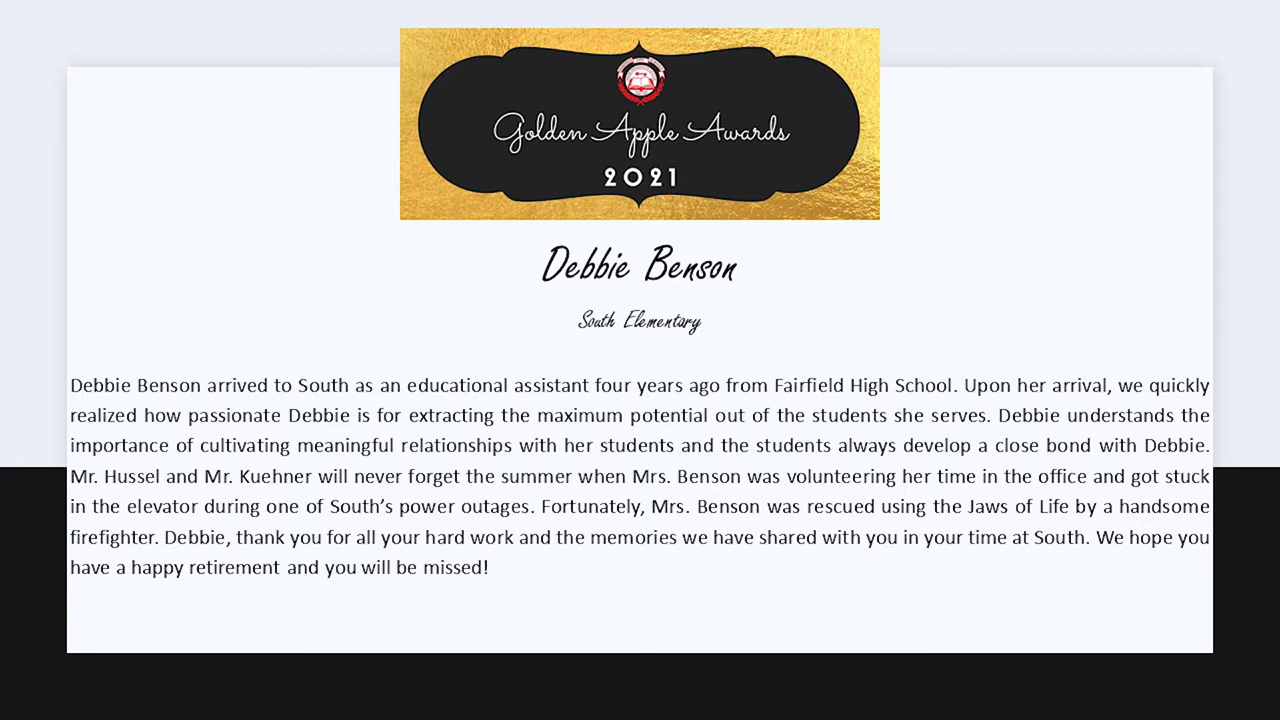 Golden Apple Awards
2021
Debbie Benson
South Elementary
Debbie Benson arrived to South as an educational assistant four years ago from Fairfield High School. Upon her arrival, we quickly
realized how passionate Debbie is for extracting the maximum potential out of the students she serves. Debbie understands the
importance of cultivating meaningful relationships with her students and the students always develop a close bond with Debbie.
Mr. Hussel and Mr. Kuehner will never forget the summer when Mrs. Benson was volunteering her time in the office and got stuck
in the elevator during one of South’s power outages. Fortunately, Mrs. Benson was rescued using the Jaws of Life by a handsome
firefighter. Debbie, thank you for all your hard work and the memories we have shared with you in your time at South. We hope you
have a happy retirement and you will be missed!